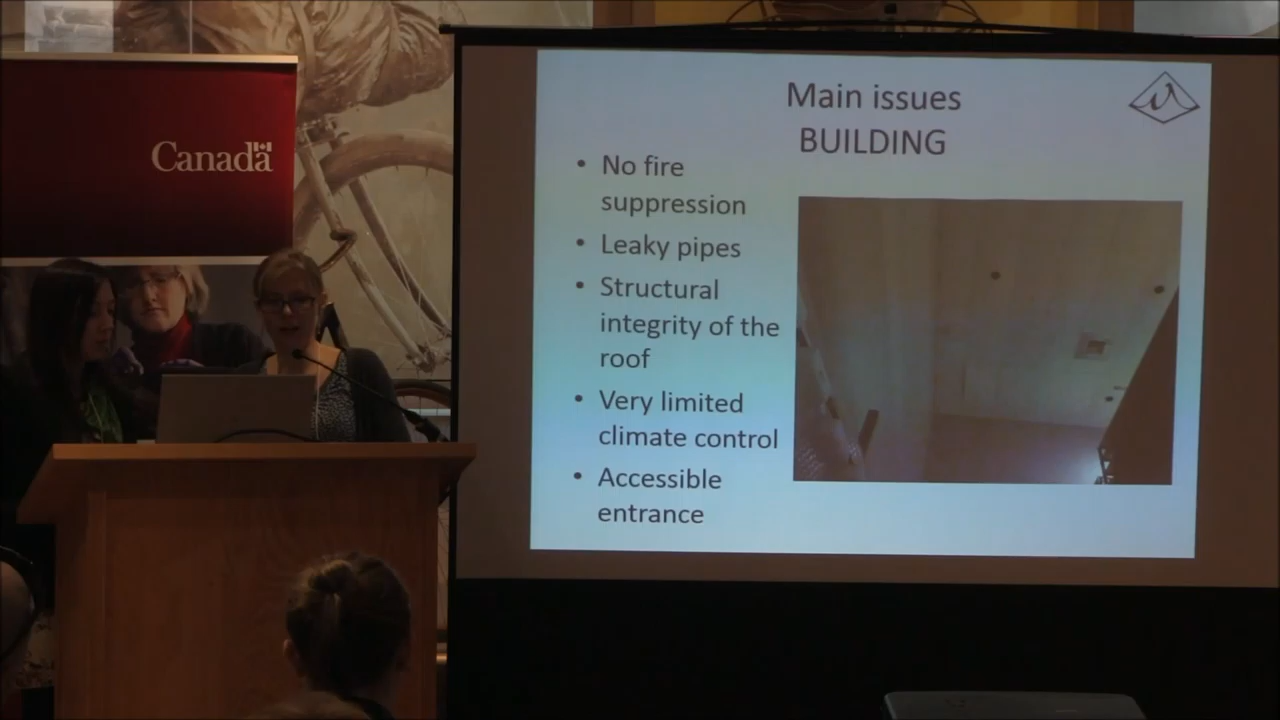 Canada
Main issues
BUILDING
• No fire
suppression
• Leaky pipes
• Structural
integrity of the
roof
• Very limited
climate control
• Accessible
entrance